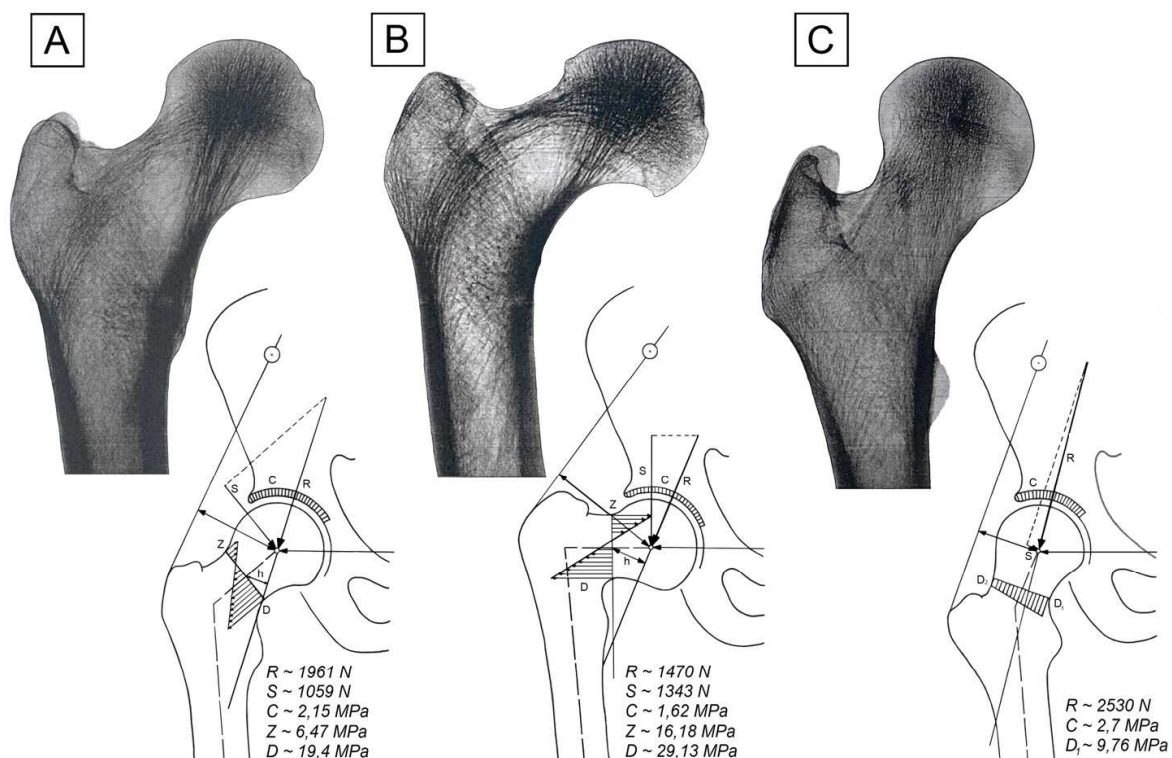 A
B
C
C
S
R
Z
h
D
R ~ 1961 N
S ~ 1059 N
C ~ 2,15 MPa
Z ~ 6,47 MPa
D ~ 19,4 MPa
S
C
Z
R
h
D
R ~ 1470 N
S ~ 1343 N
C ~ 1,62 MPa
Z ~ 16,18 MPa
D ~ 29,13 MPa
R
C
S
D₂
D₁
R ~ 2530 N
C ~ 2,7 MPa
D₁~ 9,76 MPa